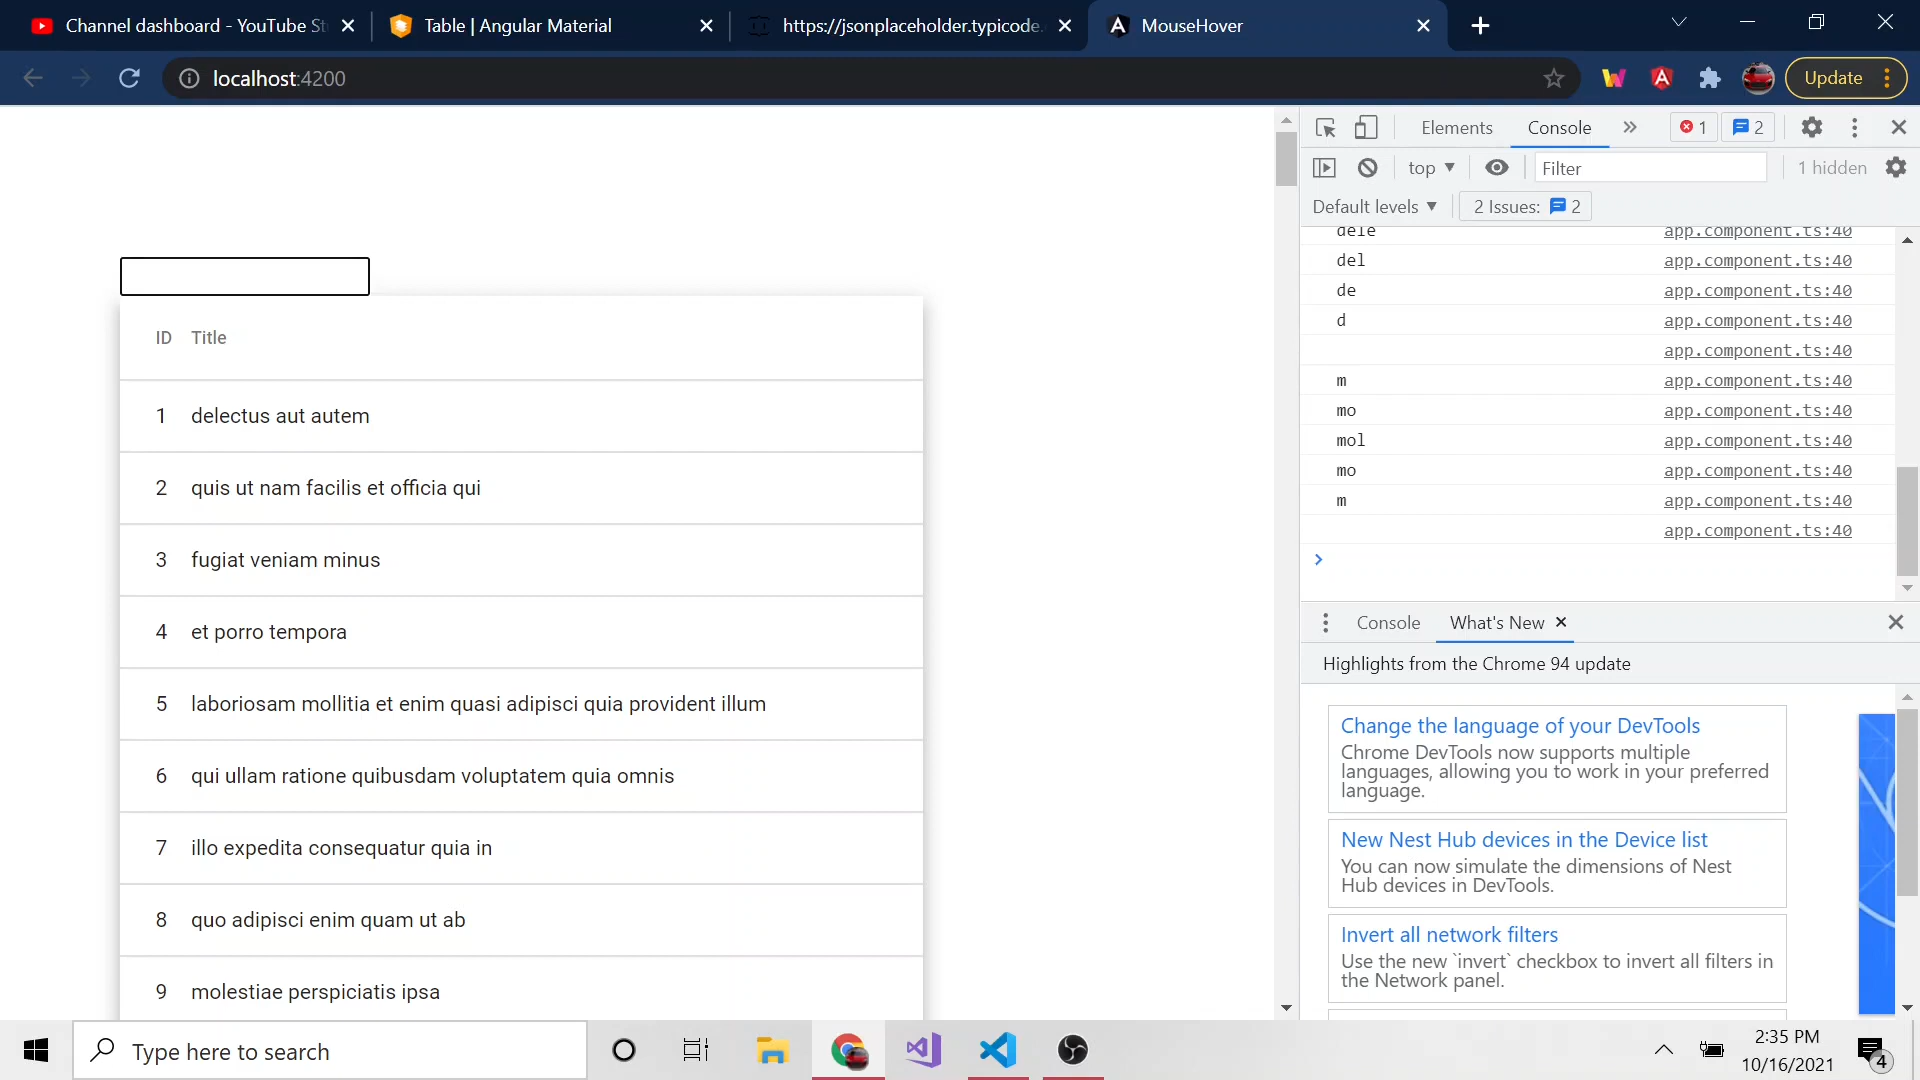 Channel dashboard - YouTube St
Table | Angular Material
https://jsonplaceholder.typicode.
MouseHover
localhost:4200
Update
Elements
Console
1
2
top
Filter
1 hidden
Default levels
2 Issues:
2
dele app.component.ts:40
del app.component.ts:40
de app.component.ts:40
d app.component.ts:40
app.component.ts:40
m app.component.ts:40
mo app.component.ts:40
mol app.component.ts:40
mo app.component.ts:40
m app.component.ts:40
app.component.ts:40
ID Title
1 delectus aut autem
2 quis ut nam facilis et officia qui
3 fugiat veniam minus
4 et porro tempora
5 laboriosam mollitia et enim quasi adipisci quia provident illum
6 qui ullam ratione quibusdam voluptatem quia omnis
7 illo expedita consequatur quia in
8 quo adipisci enim quam ut ab
9 molestiae perspiciatis ipsa
Console
What's New
Highlights from the Chrome 94 update
Change the language of your DevTools
Chrome DevTools now supports multiple
languages, allowing you to work in your preferred
language.
New Nest Hub devices in the Device list
You can now simulate the dimensions of Nest
Hub devices in DevTools.
Invert all network filters
Use the new `invert` checkbox to invert all filters in
the Network panel.
Type here to search
2:35 PM
10/16/2021
4